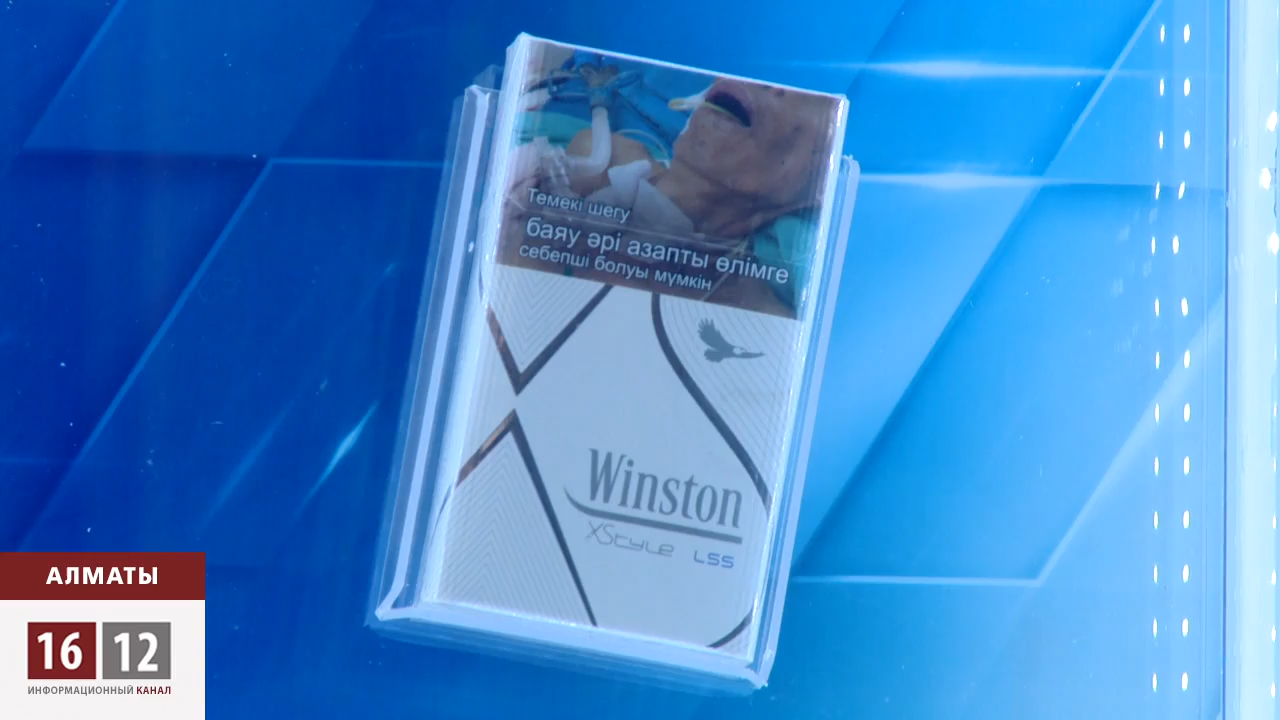 Темекі шегу
баяу әрі азапты өлімге
себепші болуы мүмкін
Winston
XStyle LSS
АЛМАТЫ
16 12
ИНФОРМАЦИОННЫЙ КАНАЛ